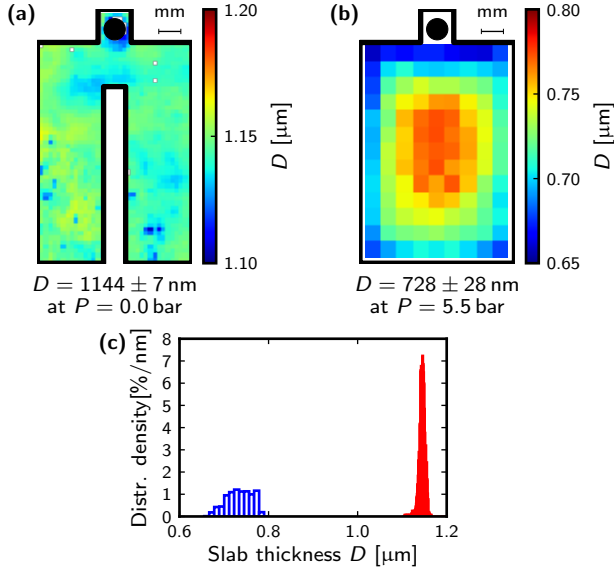 (a)
mm
1.20
1.15
1.10
D [µm]
D = 1144 ± 7 nm
at P = 0.0 bar
(b)
mm
0.80
0.75
0.70
0.65
D [µm]
D = 728 ± 28 nm
at P = 5.5 bar
(c)
Distr. density[%/nm]
8
7
6
5
4
3
2
1
0
0.6 0.8 1.0 1.2
Slab thickness D [µm]